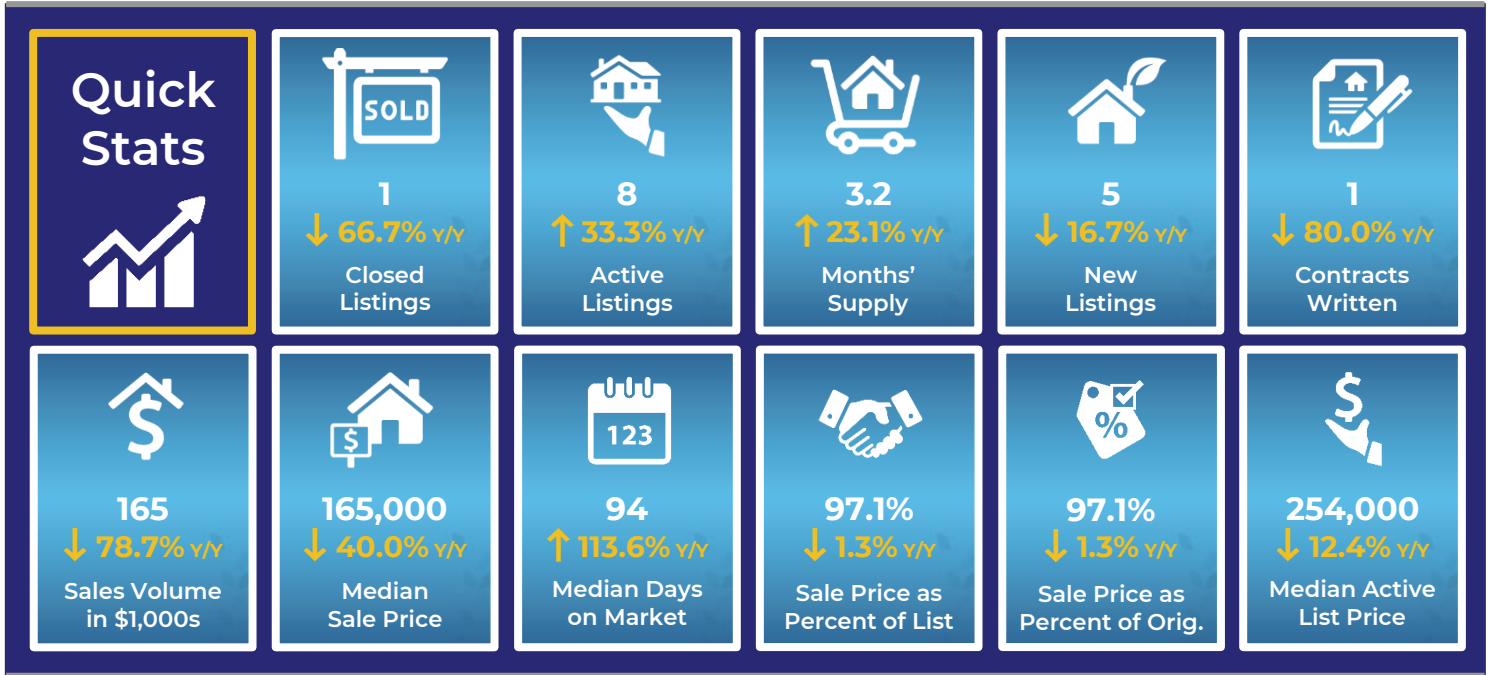 Quick
Stats
SOLD
1
↓ 66.7% Y/Y
Closed
Listings
8
↑ 33.3% Y/Y
Active
Listings
3.2
↑ 23.1% Y/Y
Months’
Supply
5
↓ 16.7% Y/Y
New
Listings
1
↓ 80.0% Y/Y
Contracts
Written
$
165
↓ 78.7% Y/Y
Sales Volume
in $1,000s
$
165,000
↓ 40.0% Y/Y
Median
Sale Price
123
94
↑ 113.6% Y/Y
Median Days
on Market
97.1%
↓ 1.3% Y/Y
Sale Price as
Percent of List
%
97.1%
↓ 1.3% Y/Y
Sale Price as
Percent of Orig.
$
254,000
↓ 12.4% Y/Y
Median Active
List Price